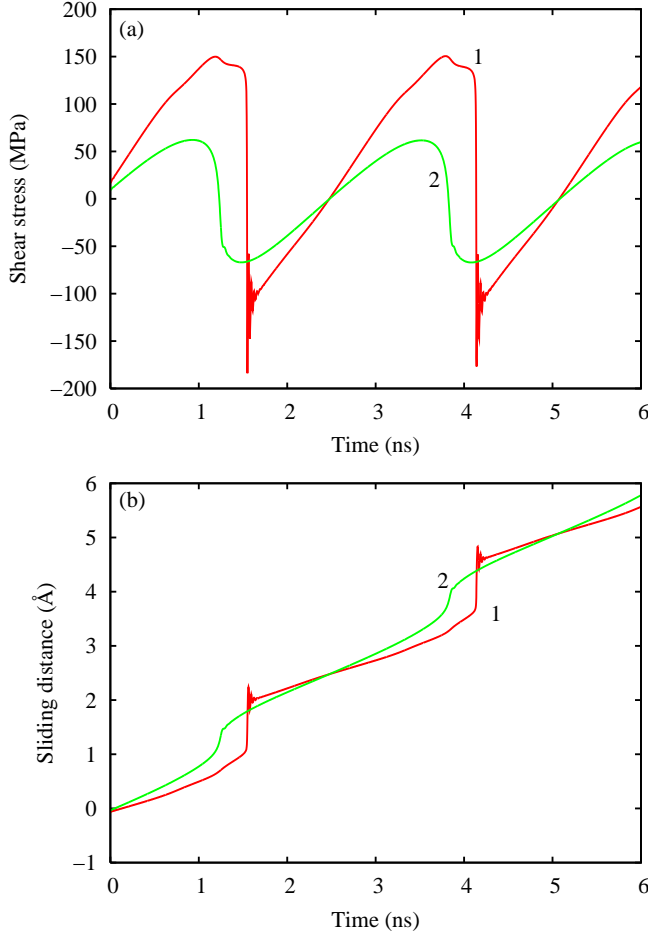 (a)
200
150
100
50
0
−50
−100
−150
−200
Shear stress (MPa)
1
2
0 1 2 3 4 5 6
Time (ns)
(b)
6
5
4
3
2
1
0
−1
Sliding distance (Å)
2
1
0 1 2 3 4 5 6
Time (ns)